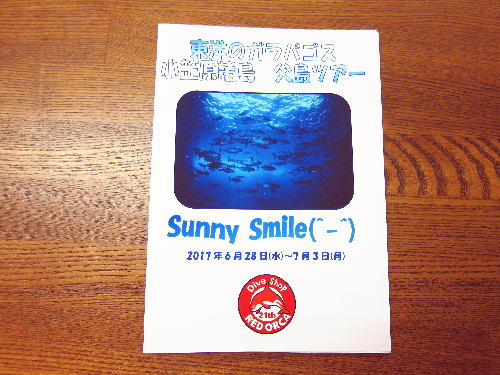 東洋のガラパゴス
小笠原諸島　父島ツアー
Sunny Smile(^-^)
2017年6月28日(水)~7月3日(月)
Dive Shop
21th
RED ORCA